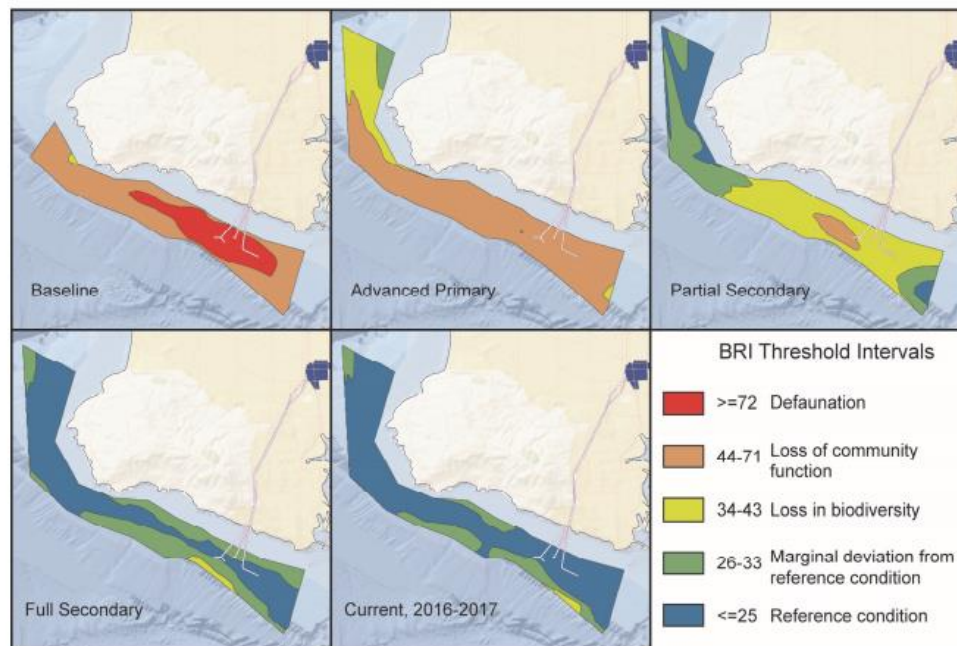 Baseline
Advanced Primary
Partial Secondary
Full Secondary
Current, 2016-2017
BRI Threshold Intervals
>=72 Defaunation
44-71 Loss of community
function
34-43 Loss in biodiversity
26-33 Marginal deviation from
reference condition
<=25 Reference condition